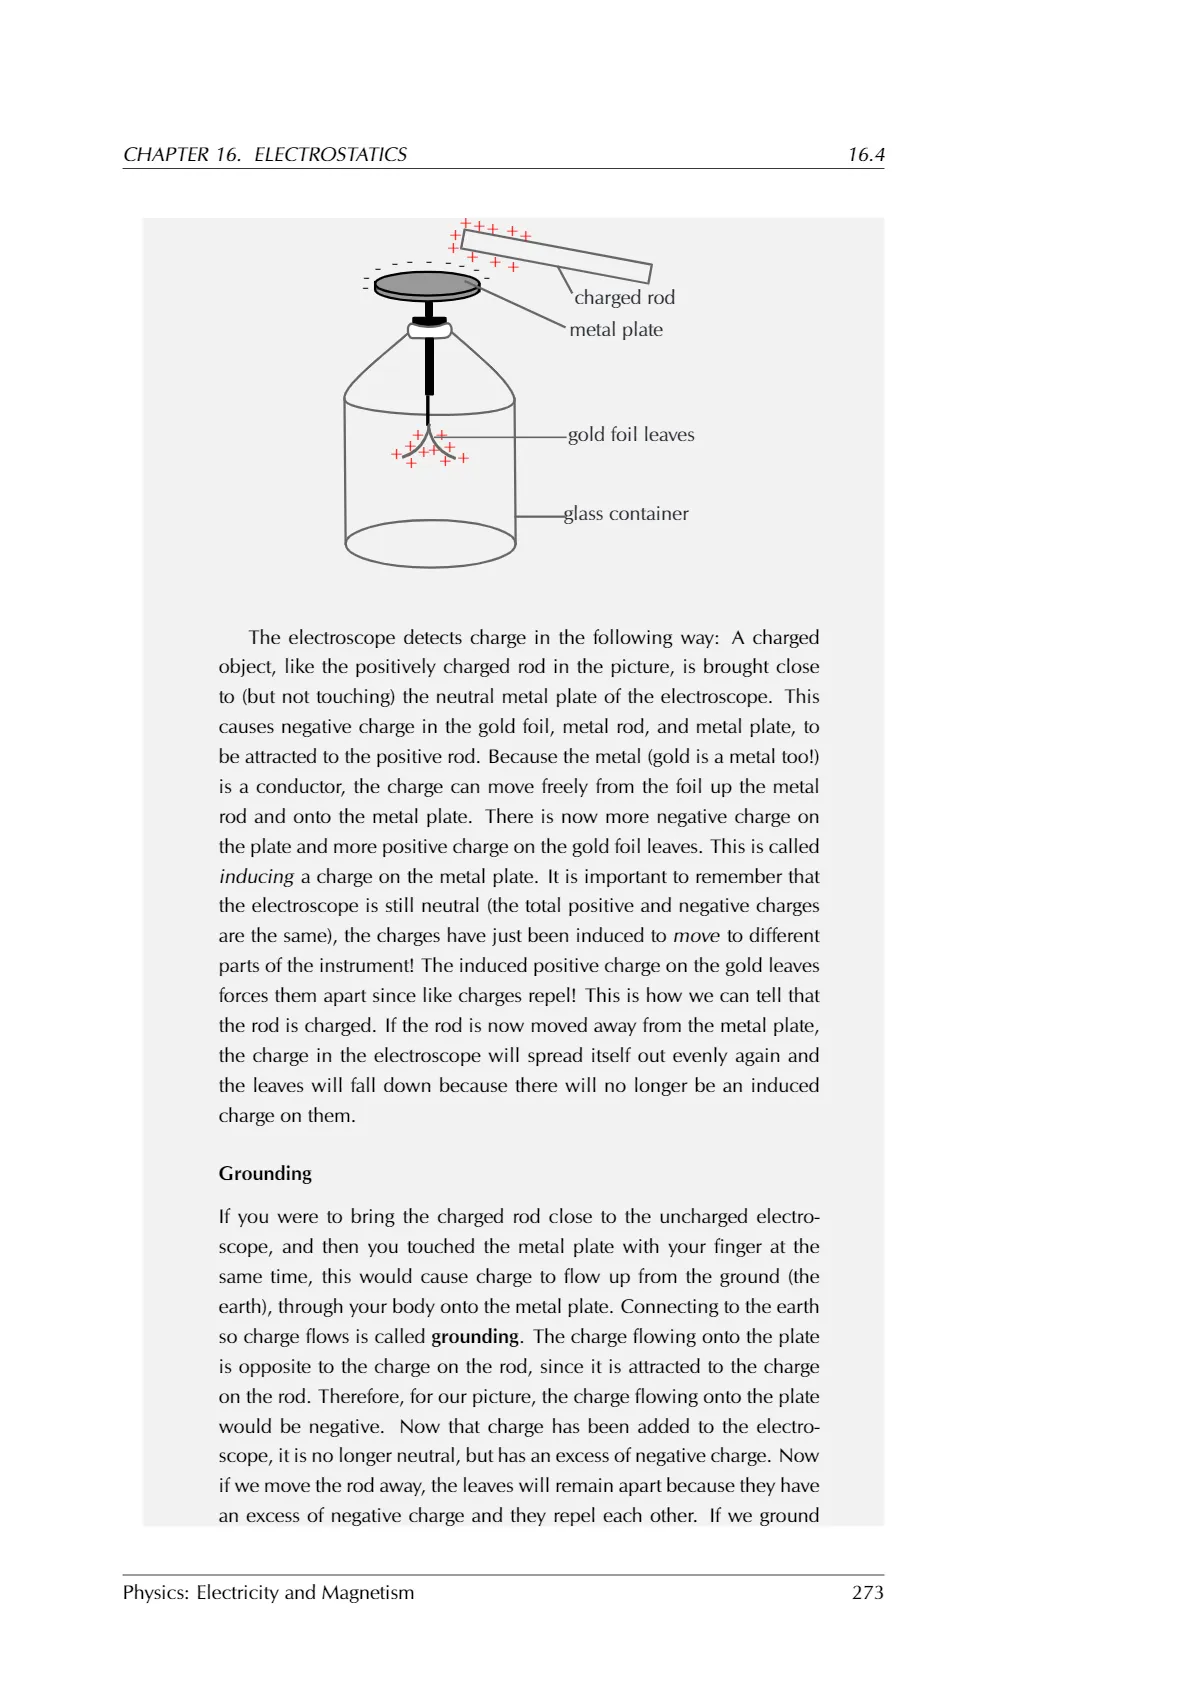 CHAPTER 16. ELECTROSTATICS 16.4
+ + + + + + + + + + +
- - - - - - - - - -
charged rod
metal plate
+ + + + + + + + + + +
gold foil leaves
glass container
The electroscope detects charge in the following way: A charged
object, like the positively charged rod in the picture, is brought close
to (but not touching) the neutral metal plate of the electroscope. This
causes negative charge in the gold foil, metal rod, and metal plate, to
be attracted to the positive rod. Because the metal (gold is a metal too!)
is a conductor, the charge can move freely from the foil up the metal
rod and onto the metal plate. There is now more negative charge on
the plate and more positive charge on the gold foil leaves. This is called
inducing a charge on the metal plate. It is important to remember that
the electroscope is still neutral (the total positive and negative charges
are the same), the charges have just been induced to move to different
parts of the instrument! The induced positive charge on the gold leaves
forces them apart since like charges repel! This is how we can tell that
the rod is charged. If the rod is now moved away from the metal plate,
the charge in the electroscope will spread itself out evenly again and
the leaves will fall down because there will no longer be an induced
charge on them.
Grounding
If you were to bring the charged rod close to the uncharged electro-
scope, and then you touched the metal plate with your finger at the
same time, this would cause charge to flow up from the ground (the
earth), through your body onto the metal plate. Connecting to the earth
so charge flows is called grounding. The charge flowing onto the plate
is opposite to the charge on the rod, since it is attracted to the charge
on the rod. Therefore, for our picture, the charge flowing onto the plate
would be negative. Now that charge has been added to the electro-
scope, it is no longer neutral, but has an excess of negative charge. Now
if we move the rod away, the leaves will remain apart because they have
an excess of negative charge and they repel each other. If we ground
Physics: Electricity and Magnetism 273